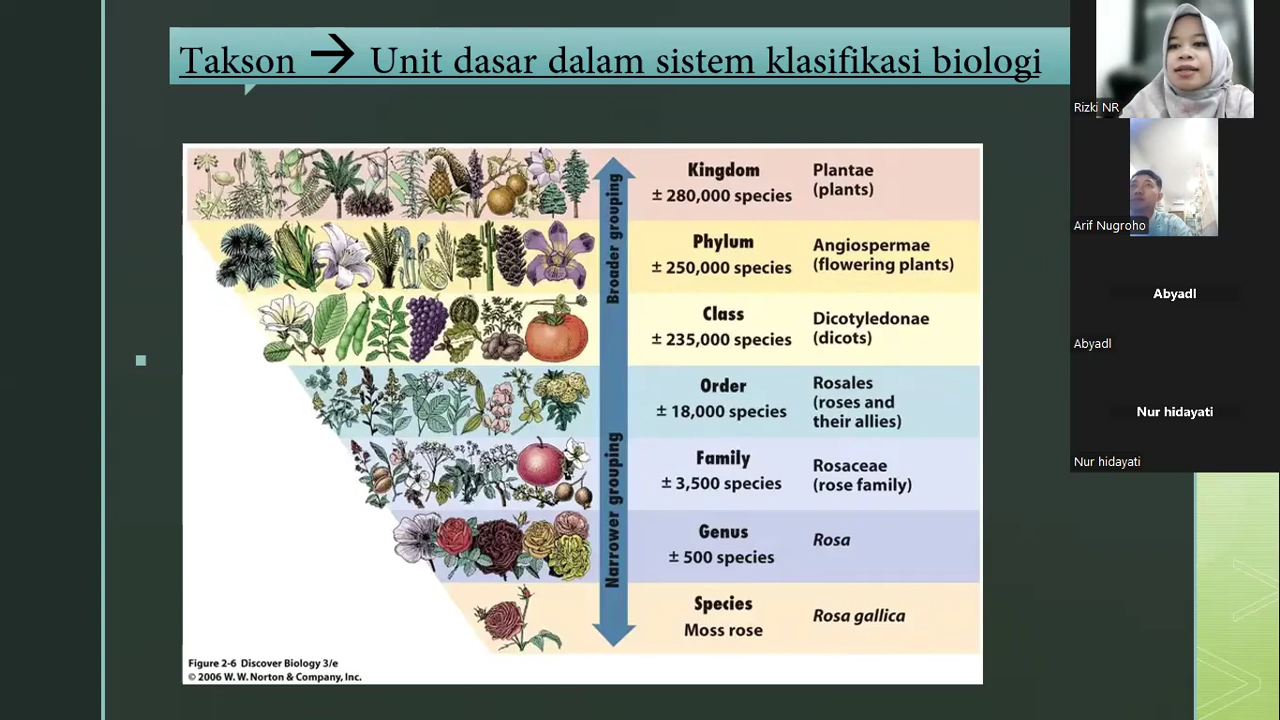 Takson → Unit dasar dalam sistem klasifikasi biologi
Broader grouping
Narrower grouping
Kingdom
± 280,000 species
Plantae
(plants)
Phylum
± 250,000 species
Angiospermae
(flowering plants)
Class
± 235,000 species
Dicotyledonae
(dicots)
Order
± 18,000 species
Rosales
(roses and
their allies)
Family
± 3,500 species
Rosaceae
(rose family)
Genus
± 500 species
Rosa
Species
Moss rose
Rosa gallica
Figure 2-6 Discover Biology 3/e
© 2006 W. W. Norton & Company, Inc.
Rizki NR
Arif Nugroho
Abyadl
Abyadl
Nur hidayati
Nur hidayati